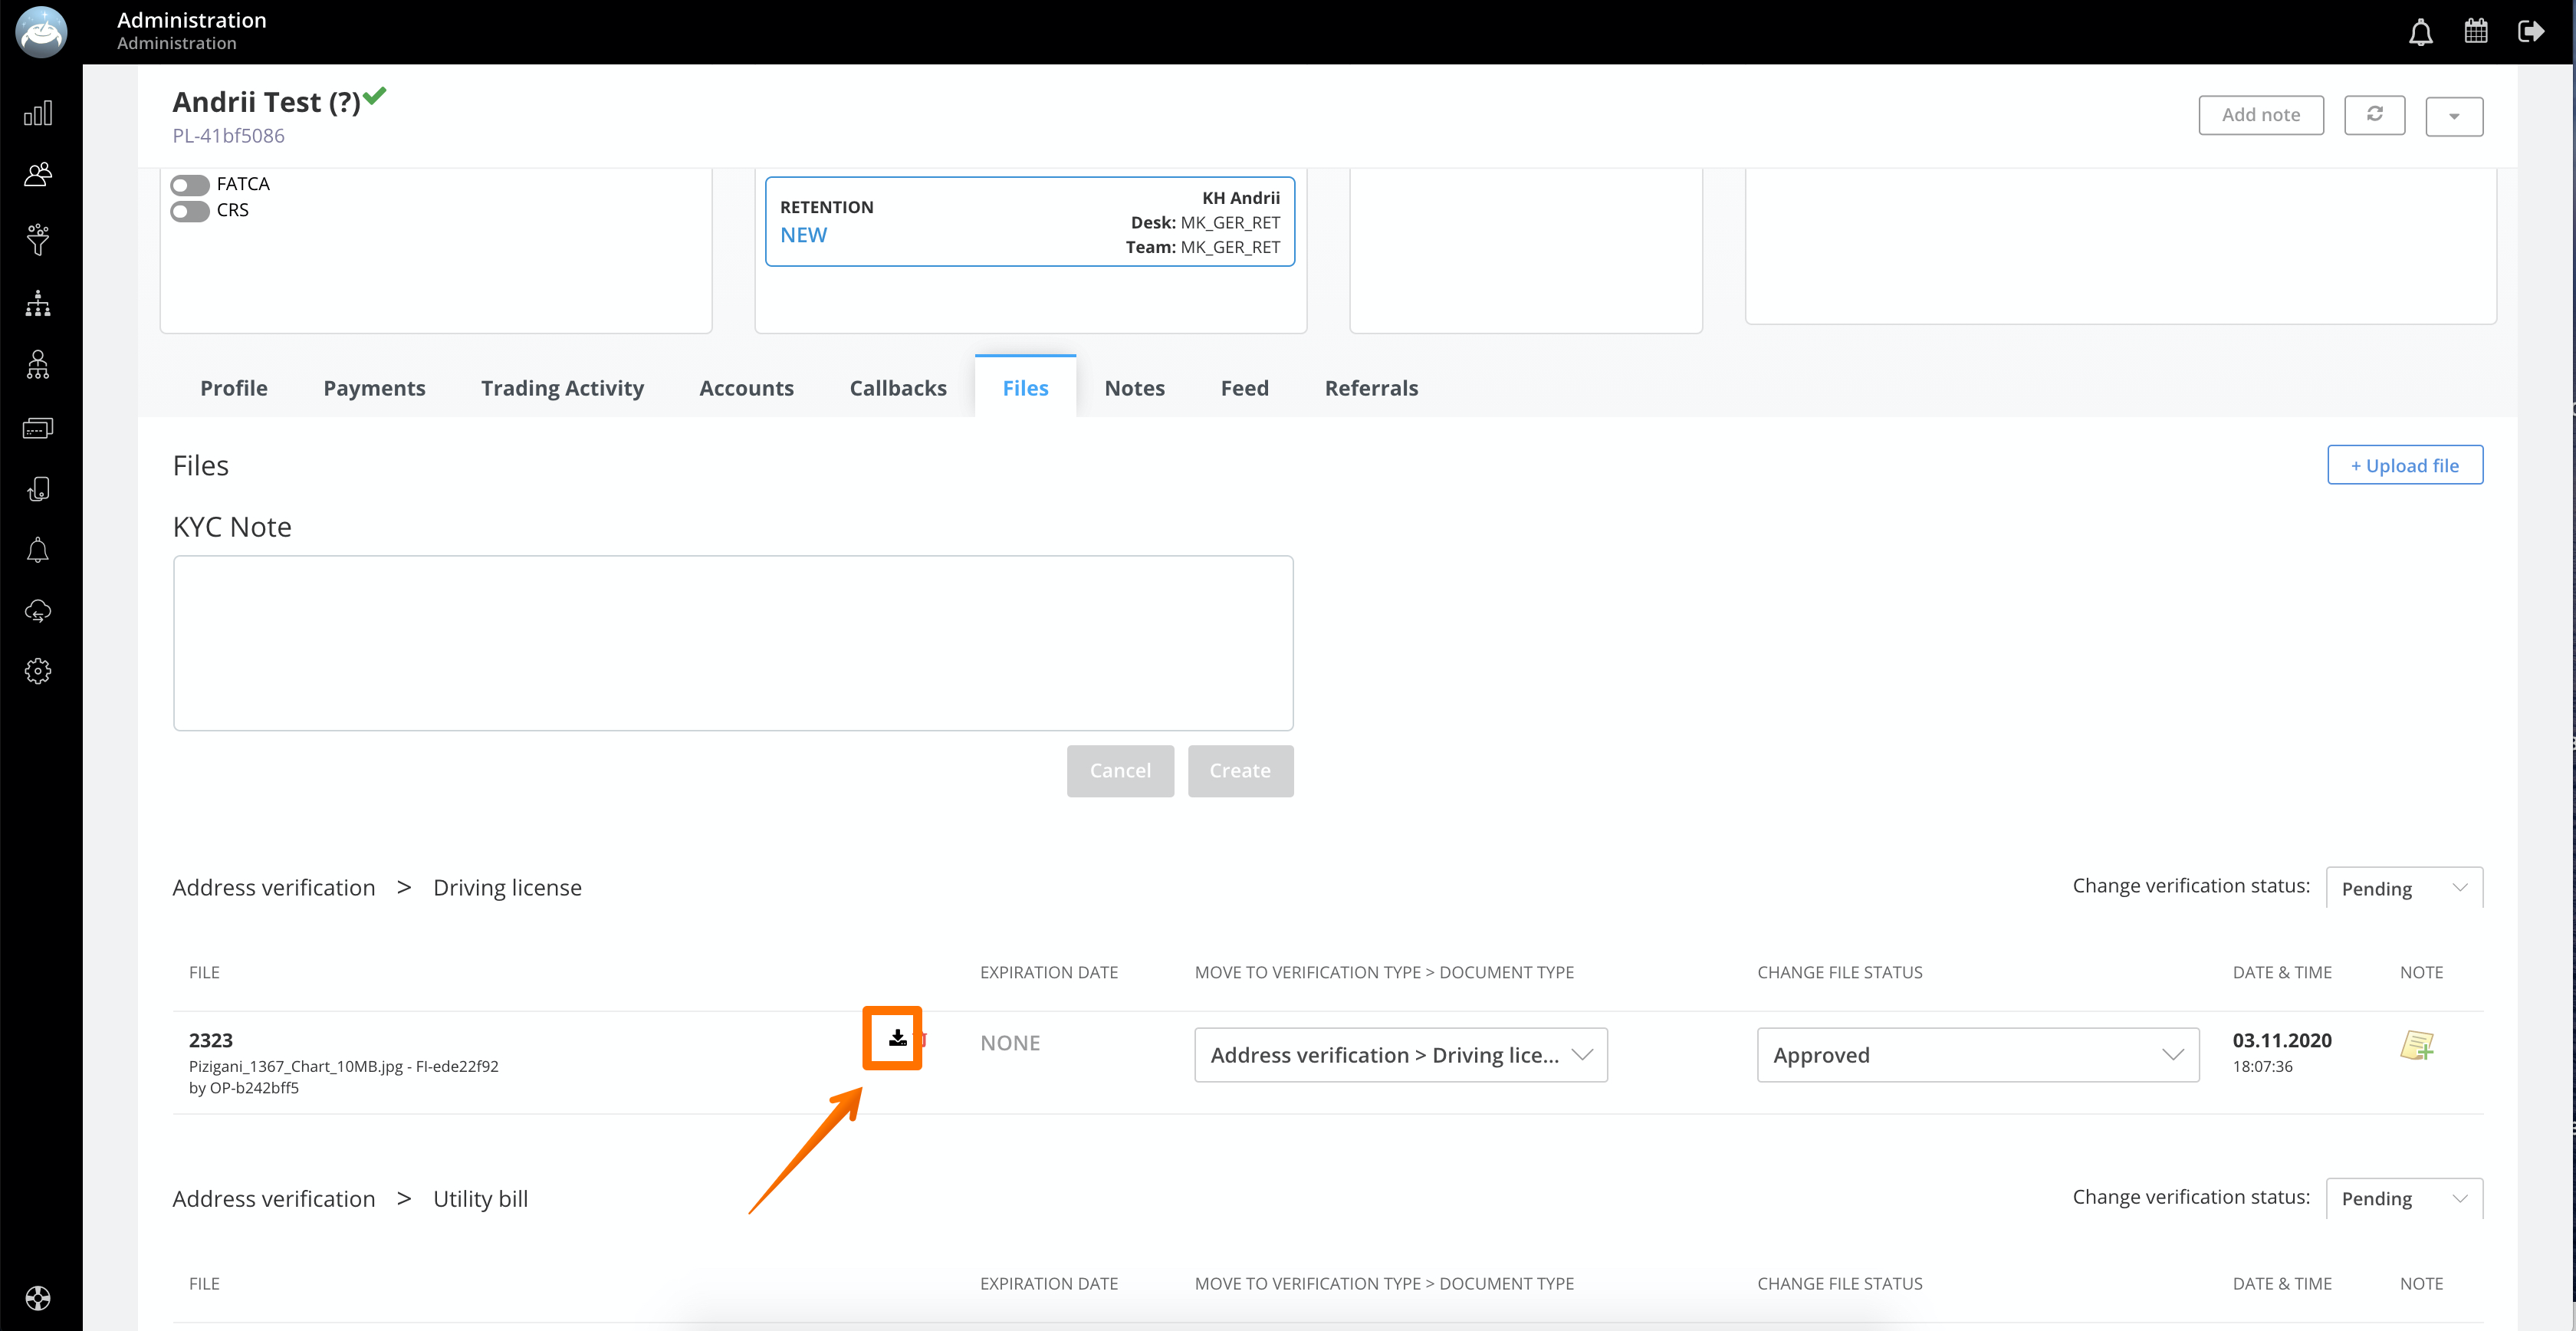 Administration
Administration
Andrii Test (?)
PL-41bf5086
Add note
FATCA
CRS
RETENTION
NEW
KH Andrii
Desk: MK_GER_RET
Team: MK_GER_RET
Profile
Payments
Trading Activity
Accounts
Callbacks
Files
Notes
Feed
Referrals
Files
+ Upload file
KYC Note
Cancel
Create
Address verification > Driving license
Change verification status:
Pending
FILE
EXPIRATION DATE
MOVE TO VERIFICATION TYPE > DOCUMENT TYPE
CHANGE FILE STATUS
DATE & TIME
NOTE
2323
Pizigani_1367_Chart_10MB.jpg - FI-ede22f92
by OP-b242bff5
NONE
Address verification > Driving lice...
Approved
03.11.2020
18:07:36
Address verification > Utility bill
Change verification status:
Pending
FILE
EXPIRATION DATE
MOVE TO VERIFICATION TYPE > DOCUMENT TYPE
CHANGE FILE STATUS
DATE & TIME
NOTE